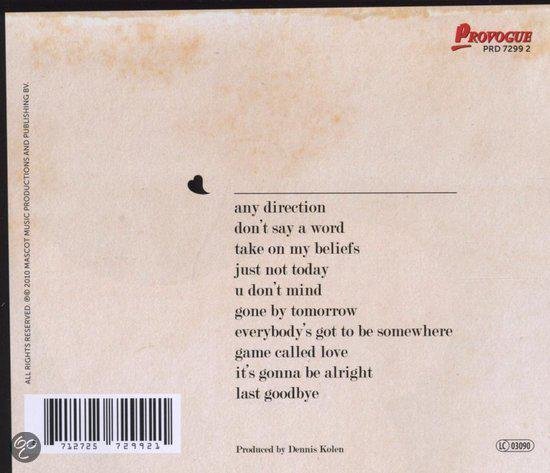 PROVOGUE
PRD 7299 2
ALL RIGHTS RESERVED. ℗© 2010 MASCOT MUSIC PRODUCTIONS AND PUBLISHING BV.
any direction
don't say a word
take on my beliefs
just not today
u don't mind
gone by tomorrow
everybody's got to be somewhere
game called love
it's gonna be alright
last goodbye
712725 729921
Produced by Dennis Kolen
LC 03090